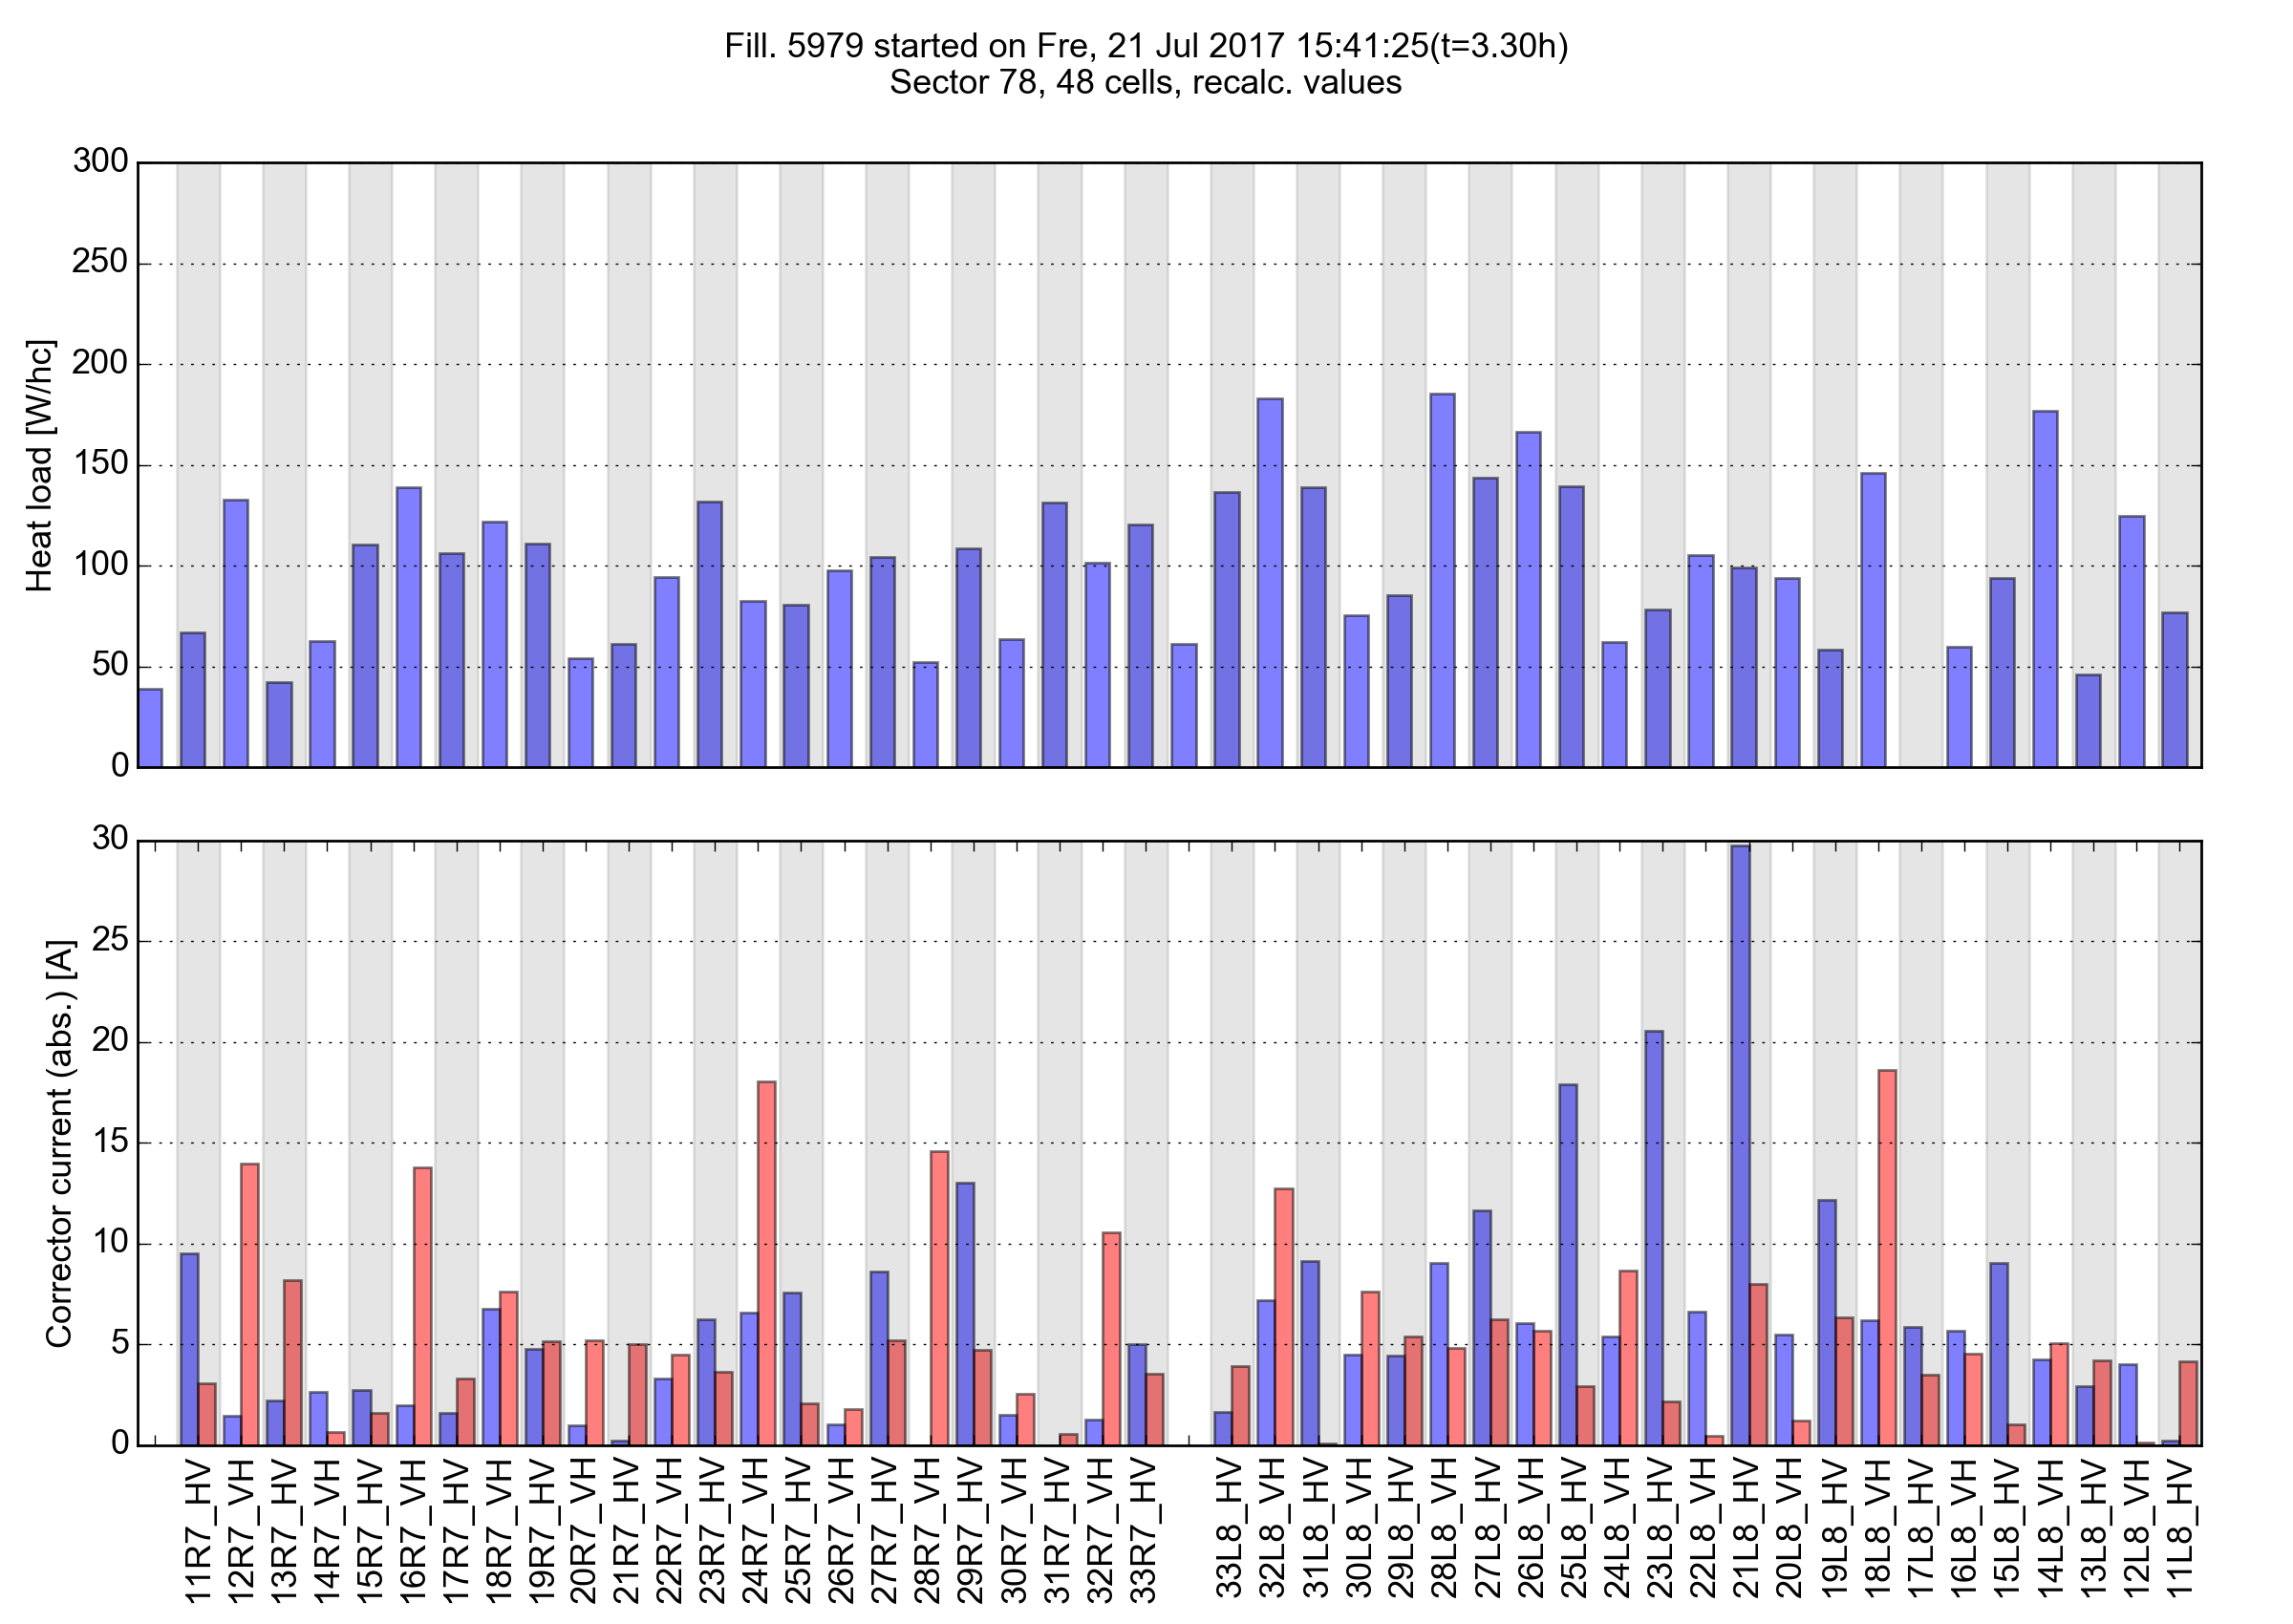 Fill. 5979 started on Fre, 21 Jul 2017 15:41:25(t=3.30h)
Sector 78, 48 cells, recalc. values
300
250
200
150
100
50
0
Heat load [W/hc]
30
25
20
15
10
5
0
Corrector current (abs.) [A]
11R7_HV
12R7_VH
13R7_HV
14R7_VH
15R7_HV
16R7_VH
17R7_HV
18R7_VH
19R7_HV
20R7_VH
21R7_HV
22R7_VH
23R7_HV
24R7_VH
25R7_HV
26R7_VH
27R7_HV
28R7_VH
29R7_HV
30R7_VH
31R7_HV
32R7_VH
33R7_HV
33L8_HV
32L8_VH
31L8_HV
30L8_VH
29L8_HV
28L8_VH
27L8_HV
26L8_VH
25L8_HV
24L8_VH
23L8_HV
22L8_VH
21L8_HV
20L8_VH
19L8_HV
18L8_VH
17L8_HV
16L8_VH
15L8_HV
14L8_VH
13L8_HV
12L8_VH
11L8_HV